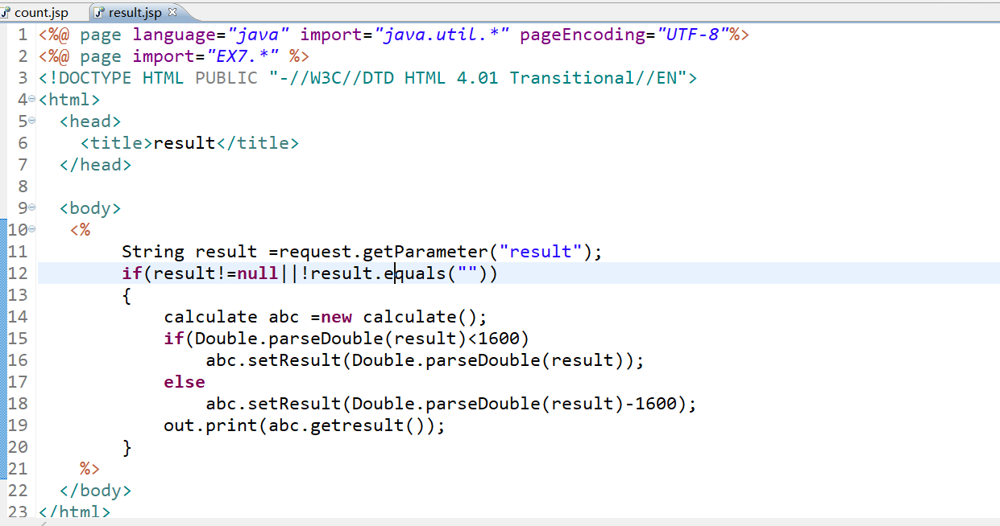 count.jsp result.jsp
1 <%@ page language="java" import="java.util.*" pageEncoding="UTF-8"%>
2 <%@ page import="EX7.*" %>
3 <!DOCTYPE HTML PUBLIC "-//W3C//DTD HTML 4.01 Transitional//EN">
4 <html>
5   <head>
6     <title>result</title>
7   </head>
8
9   <body>
10    <%
11         String result =request.getParameter("result");
12         if(result!=null||!result.equals(""))
13         {
14             calculate abc =new calculate();
15             if(Double.parseDouble(result)<1600)
16                 abc.setResult(Double.parseDouble(result));
17             else
18                 abc.setResult(Double.parseDouble(result)-1600);
19             out.print(abc.getresult());
20         }
21     %>
22   </body>
23 </html>